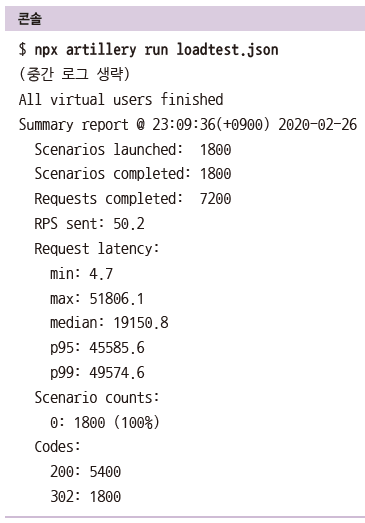 콘솔
$ npx artillery run loadtest.json
(중간 로그 생략)
All virtual users finished
Summary report @ 23:09:36(+0900) 2020-02-26
Scenarios launched: 1800
Scenarios completed: 1800
Requests completed: 7200
RPS sent: 50.2
Request latency:
min: 4.7
max: 51806.1
median: 19150.8
p95: 45585.6
p99: 49574.6
Scenario counts:
0: 1800 (100%)
Codes:
200: 5400
302: 1800